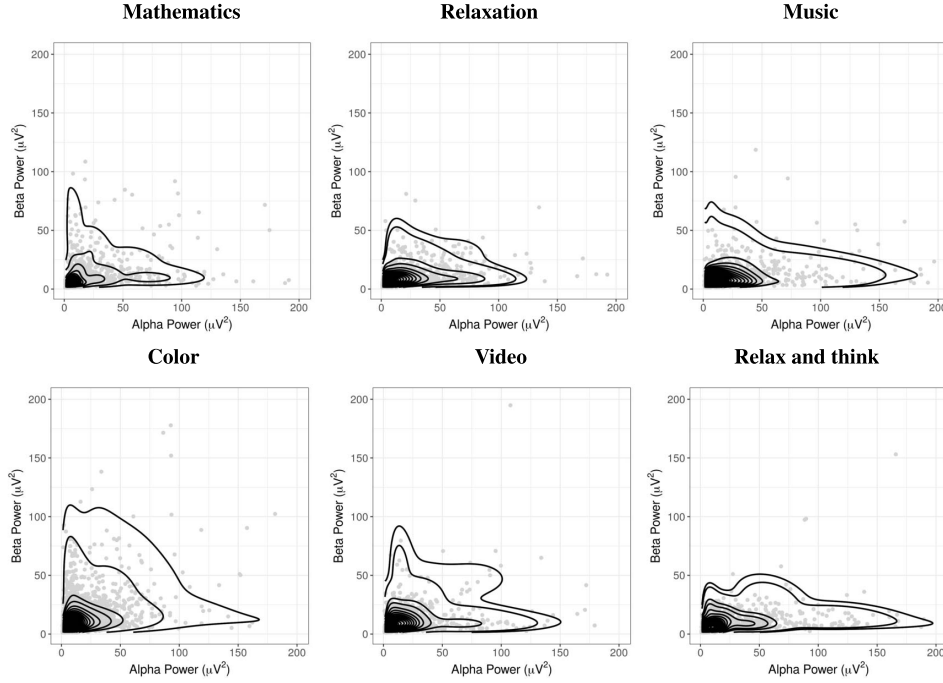 Mathematics Relaxation Music
200 200 200
150 150 150
100 100 100
50 50 50
0 0 0
Beta Power (μV²) Beta Power (μV²) Beta Power (μV²)
0 50 100 150 200 0 50 100 150 200 0 50 100 150 200
Alpha Power (μV²) Alpha Power (μV²) Alpha Power (μV²)
Color Video Relax and think
200 200 200
150 150 150
100 100 100
50 50 50
0 0 0
Beta Power (μV²) Beta Power (μV²) Beta Power (μV²)
0 50 100 150 200 0 50 100 150 200 0 50 100 150 200
Alpha Power (μV²) Alpha Power (μV²) Alpha Power (μV²)